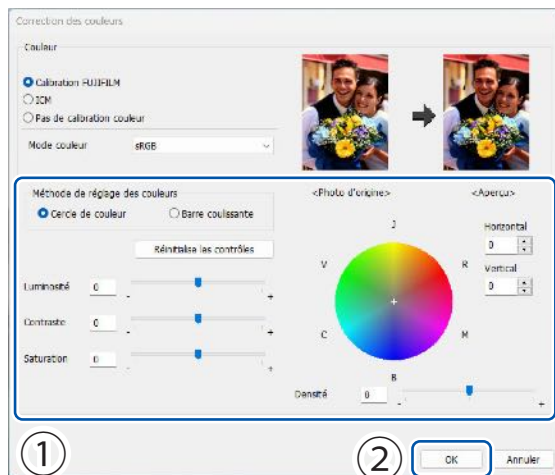 Correction des couleurs
Couleur
Calibration FUJIFILM
ICM
Pas de calibration couleur
Mode couleur sRGB
Méthode de réglage des couleurs
Cercle de couleur Barre coulissante
Réinitialise les contrôles
Luminosité 0 - +
Contraste 0 - +
Saturation 0 - +
<Photo d'origine> <Aperçu>
J
V R
C M
B
Horizontal
0
Vertical
0
Densité 0 - +
1 2
OK Annuler